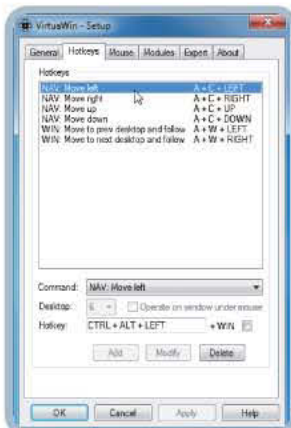 VirtuaWin - Setup
General Hotkeys Mouse Modules Expert About
Hotkeys
NAV: Move left A + C + LEFT
NAV: Move right A + C + RIGHT
NAV: Move up A + C + UP
NAV: Move down A + C + DOWN
WIN: Move to prev desktop and follow A + W + LEFT
WIN: Move to next desktop and follow A + W + RIGHT
Command: NAV: Move left
Desktop: 6 Operate on window under mouse
Hotkey: CTRL + ALT + LEFT + WIN
Add Modify Delete
OK Cancel Apply Help